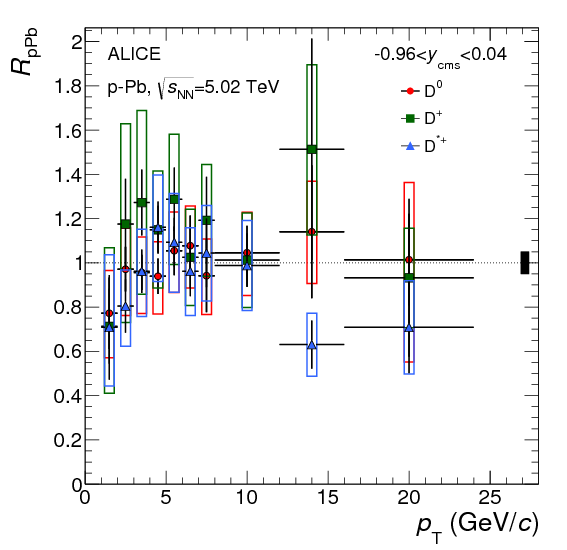 R_pPb
ALICE
p-Pb, √s_NN=5.02 TeV
-0.96<y_cms<0.04
D^0
D^+
D^*+
2
1.8
1.6
1.4
1.2
1
0.8
0.6
0.4
0.2
0
0 5 10 15 20 25
p_T (GeV/c)